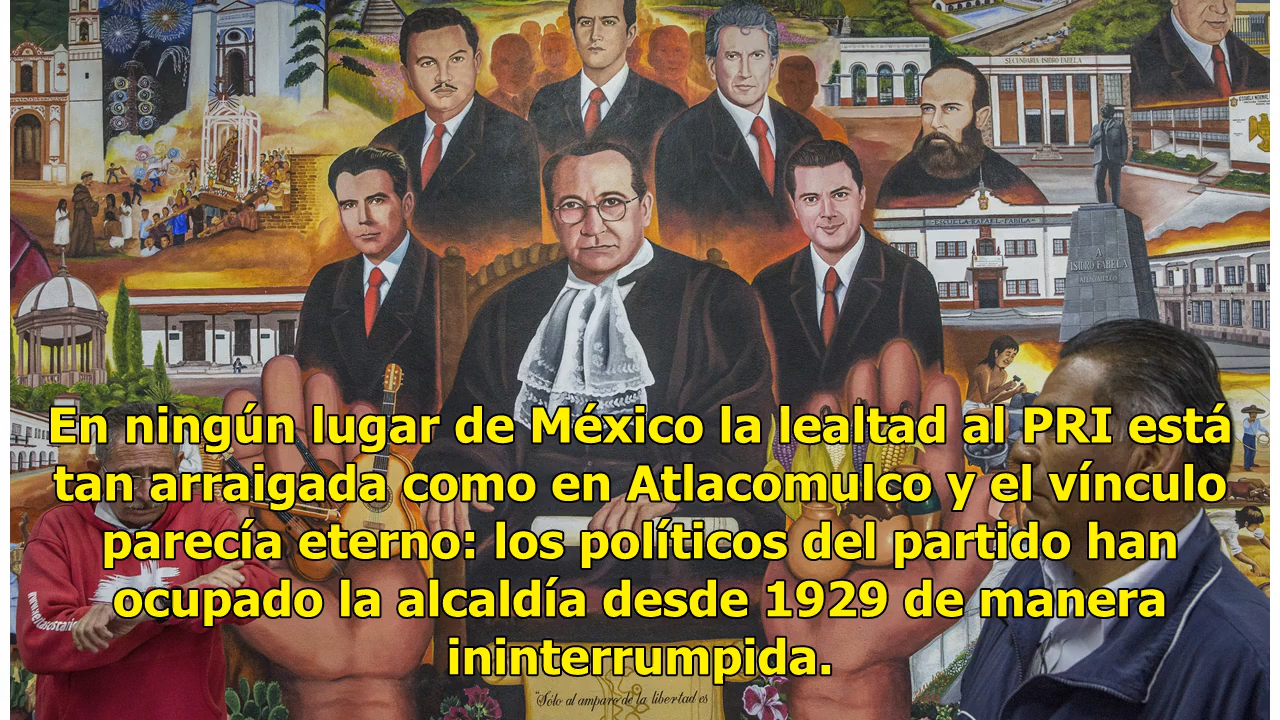 SECUNDARIA ISIDRO FABELA
ESCUELA RAFAEL FABILA
A
ISIDRO FABELA
ATLACOMULCO
En ningún lugar de México la lealtad al PRI está
tan arraigada como en Atlacomulco y el vínculo
parecía eterno: los políticos del partido han
ocupado la alcaldía desde 1929 de manera
ininterrumpida.
"Sólo al amparo de la libertad es